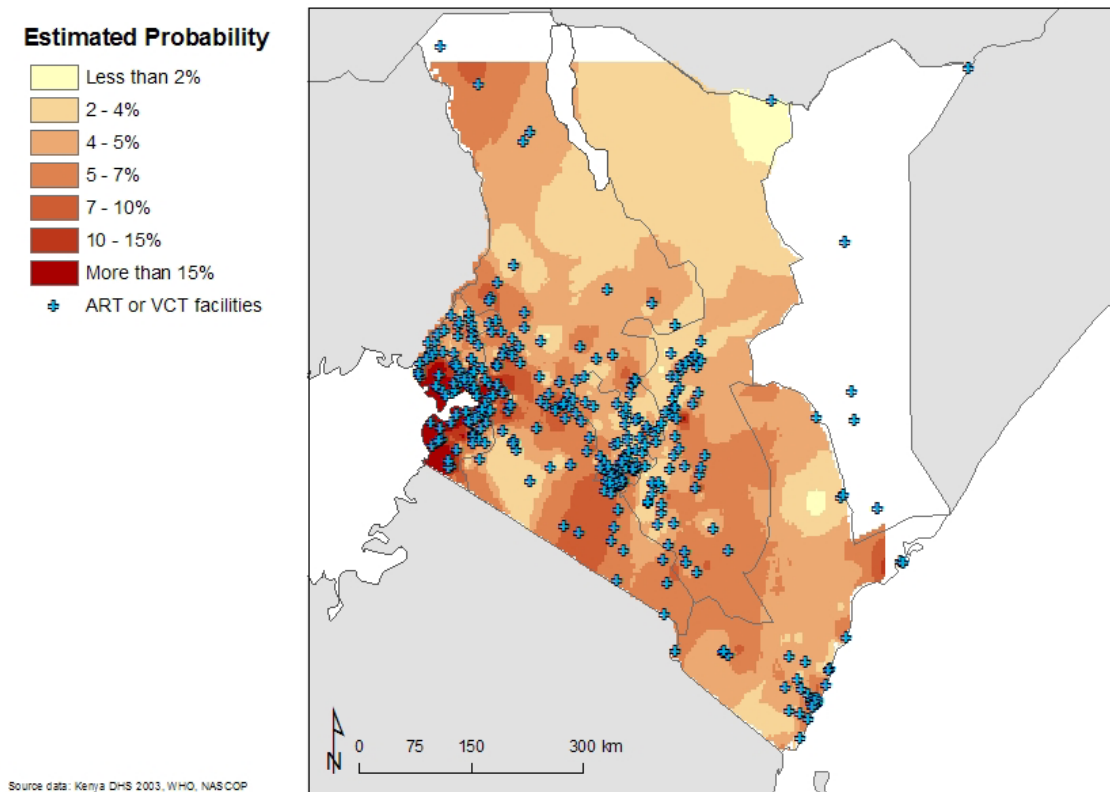 Estimated Probability
Less than 2%
2 - 4%
4 - 5%
5 - 7%
7 - 10%
10 - 15%
More than 15%
ART or VCT facilities
N
0 75 150 300 km
Source data: Kenya DHS 2003, WHO, NASCOP